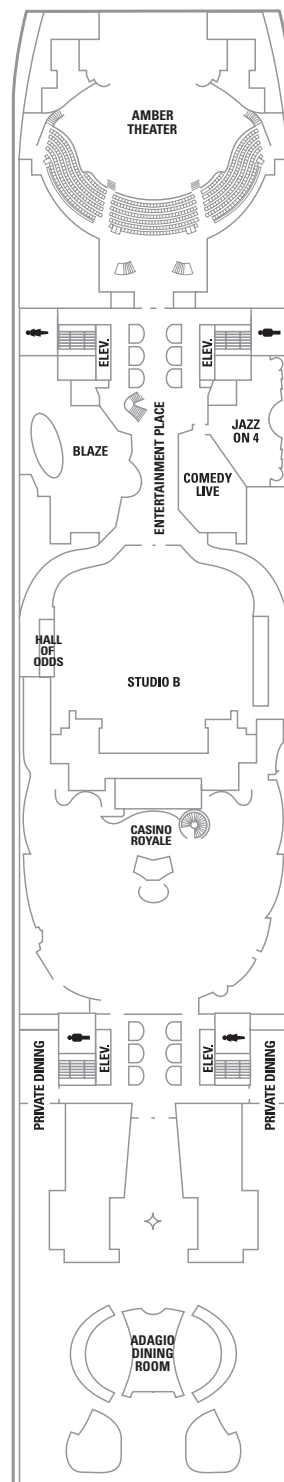 AMBER
THEATER
ELEV.
ELEV.
BLAZE
ENTERTAINMENT PLACE
JAZZ
ON 4
COMEDY
LIVE
HALL
OF
ODDS
STUDIO B
CASINO
ROYALE
PRIVATE DINING
ELEV.
ELEV.
PRIVATE DINING
ADAGIO
DINING
ROOM